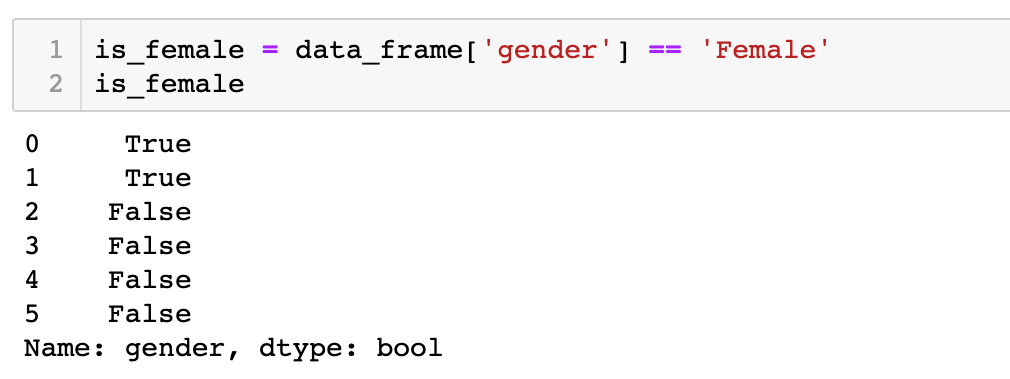 1 is_female = data_frame['gender'] == 'Female'
2 is_female
0 True
1 True
2 False
3 False
4 False
5 False
Name: gender, dtype: bool